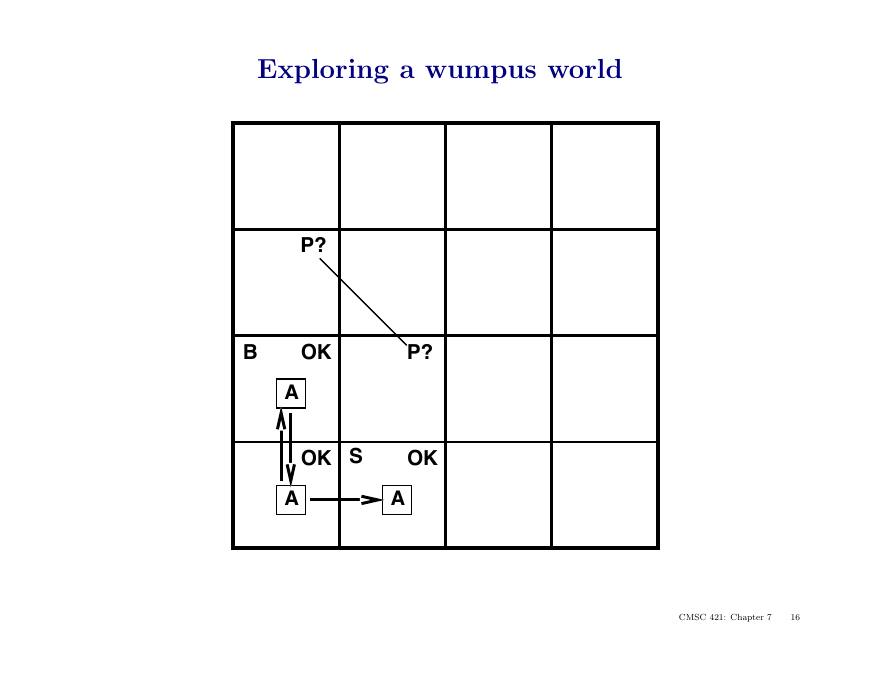 Exploring a wumpus world
P?
B OK P?
A
OK S OK
A A
CMSC 421: Chapter 7 16